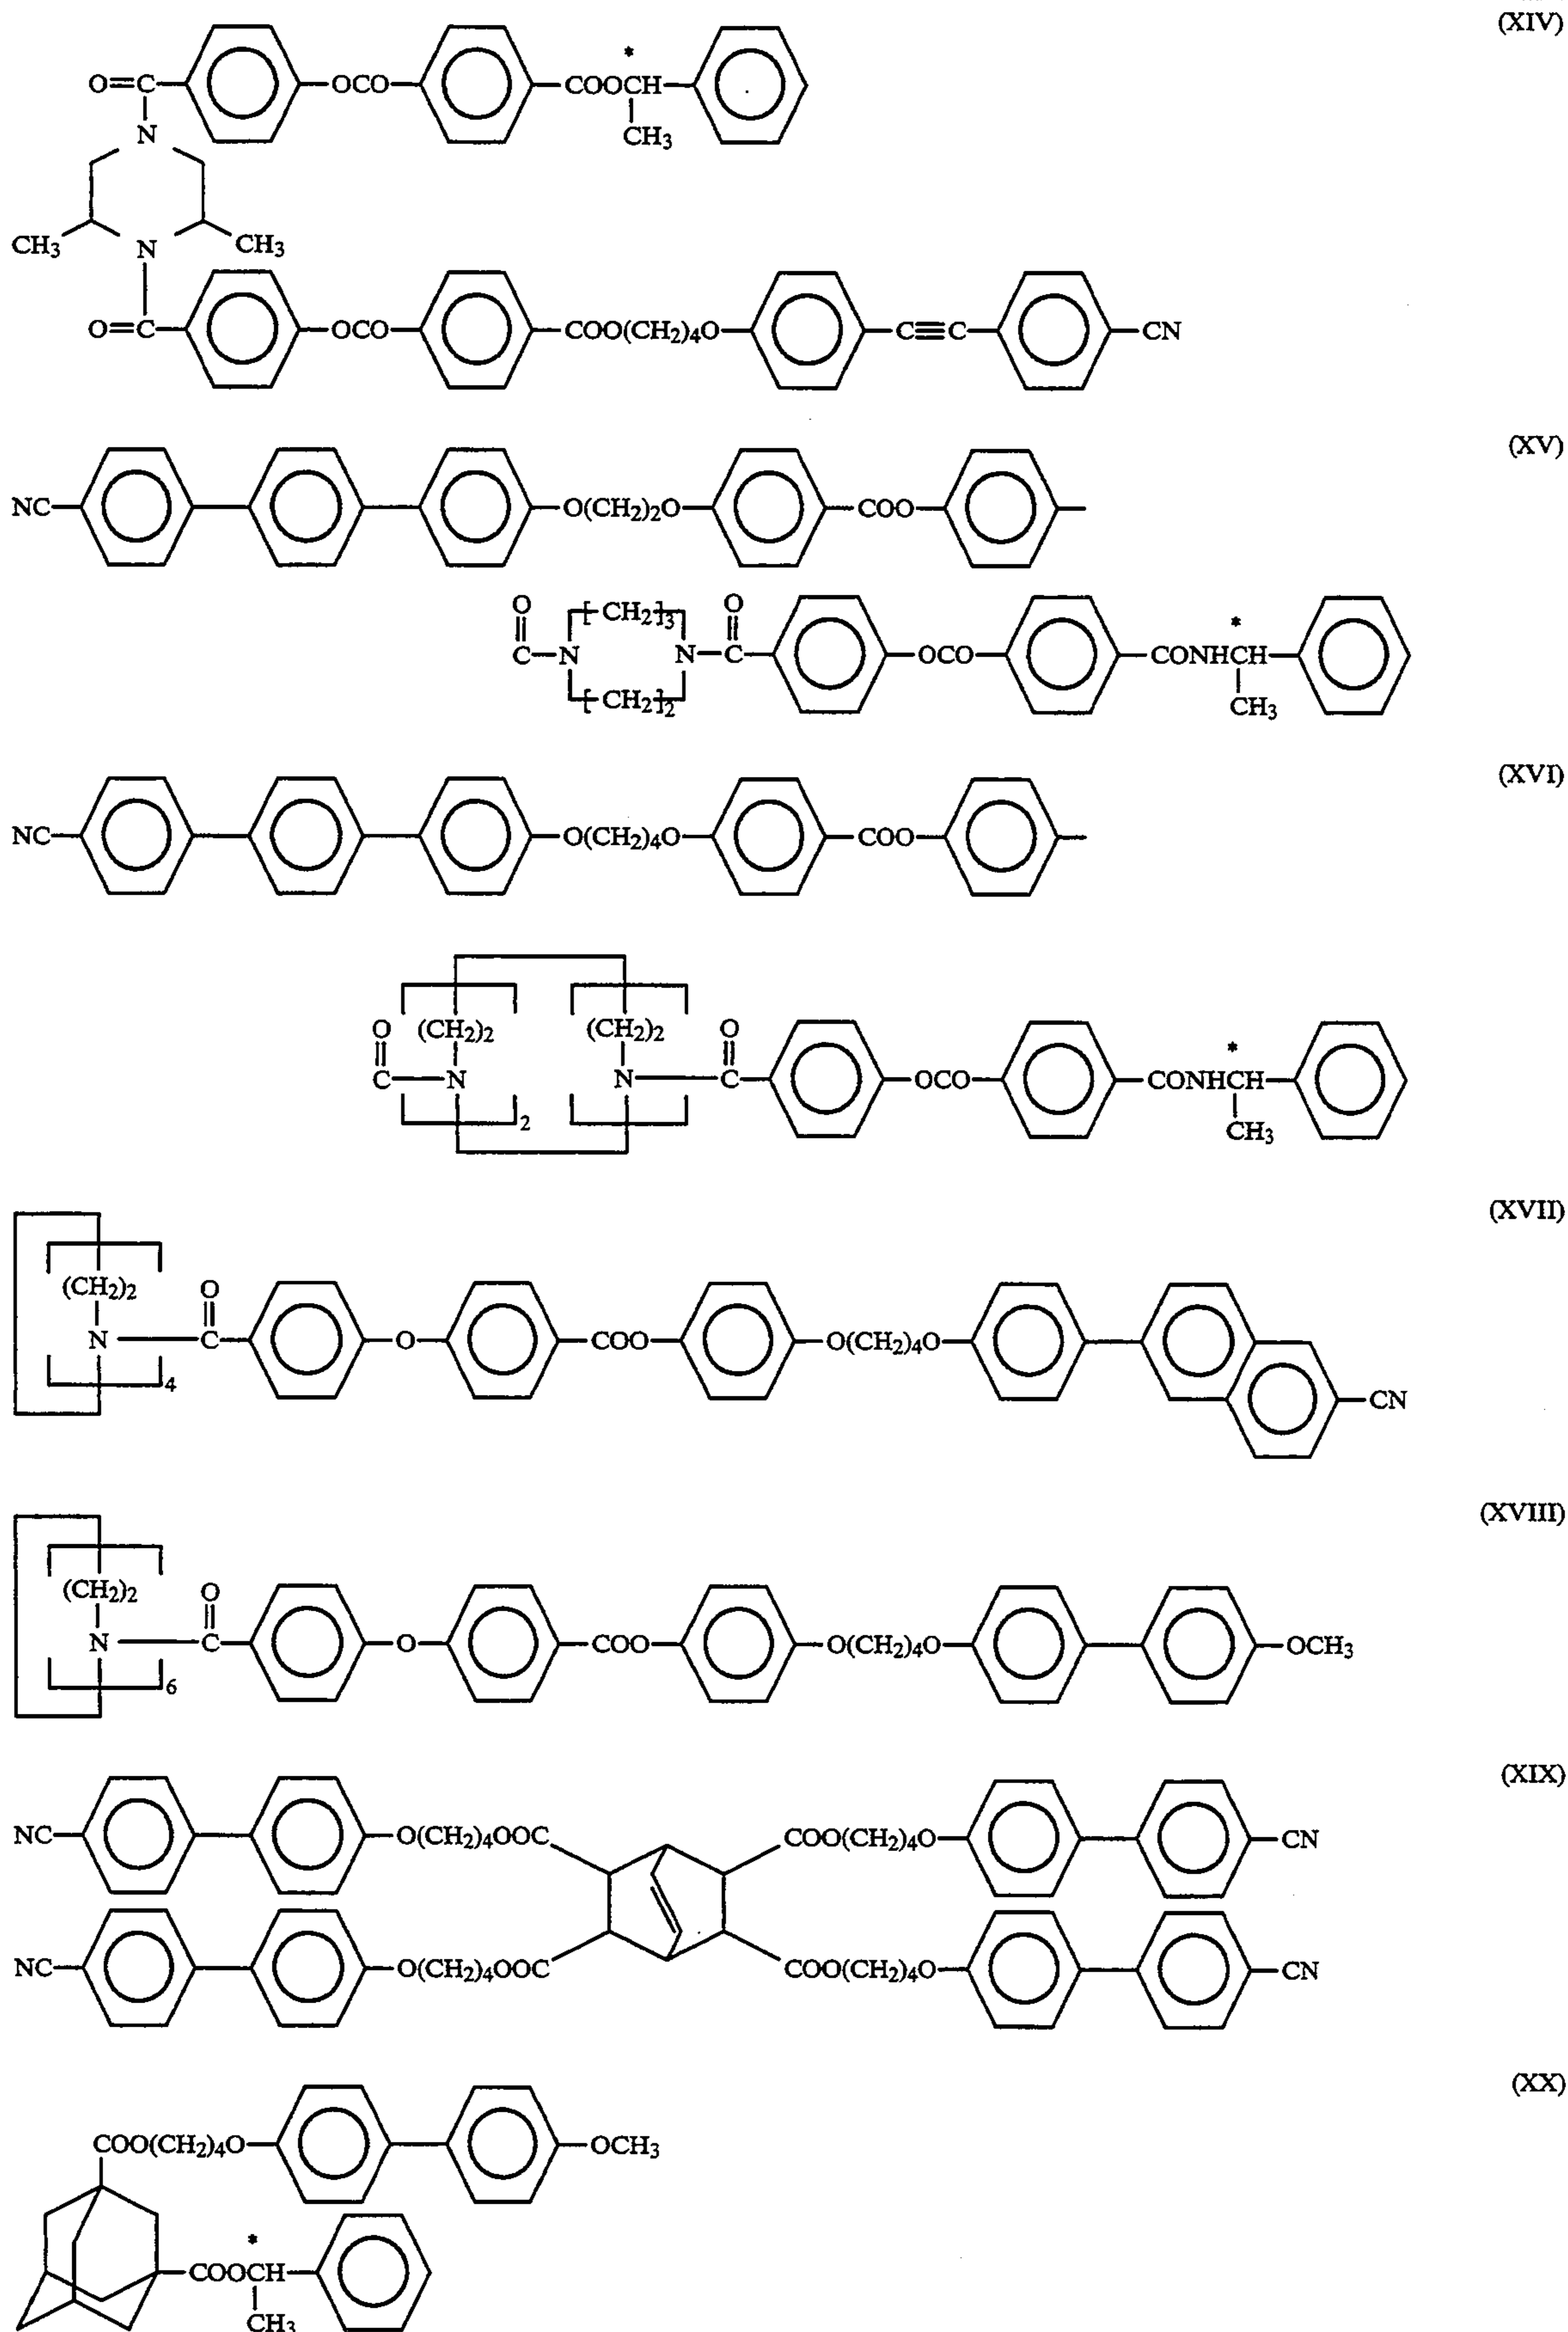 (XIV)
*
O=C OCO COOCH
N CH3
CH3 N CH3
O=C OCO COO(CH2)4O C≡C CN
(XV)
NC O(CH2)2O COO
O [CH2]3 O *
C—N N—C OCO CONHCH
[CH2]2 CH3
(XVI)
NC O(CH2)4O COO
O (CH2)2 (CH2)2 O *
C N N C OCO CONHCH
2 CH3
(XVII)
(CH2)2 O
N C O COO O(CH2)4O
4 CN
(XVIII)
(CH2)2 O
N C O COO O(CH2)4O OCH3
6
(XIX)
NC O(CH2)4OOC COO(CH2)4O CN
NC O(CH2)4OOC COO(CH2)4O CN
(XX)
COO(CH2)4O OCH3
*
COOCH
CH3